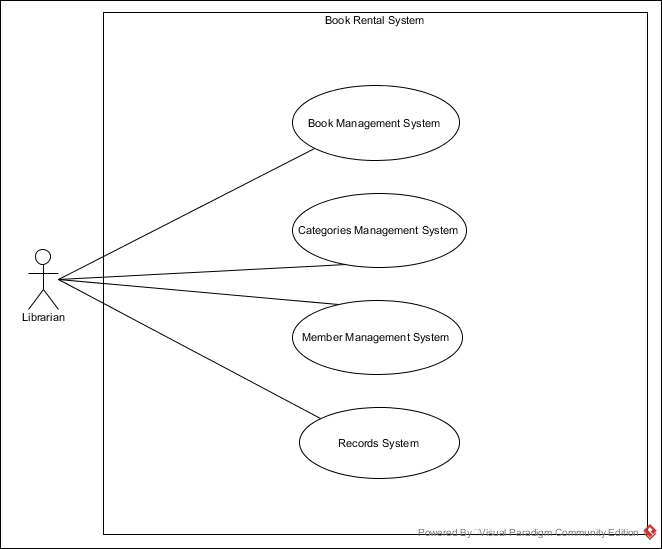 Book Rental System
Book Management System
Categories Management System
Member Management System
Librarian
Records System
Powered By Visual Paradigm Community Edition